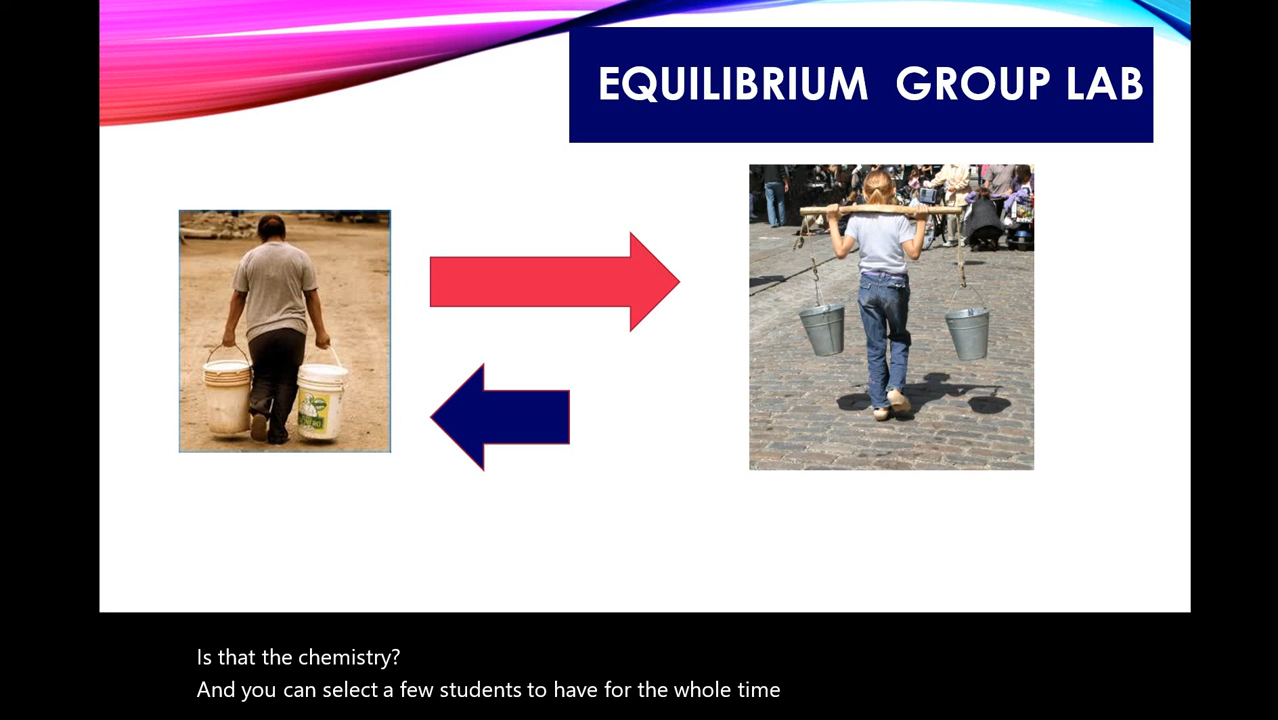 EQUILIBRIUM GROUP LAB
Is that the chemistry?
And you can select a few students to have for the whole time